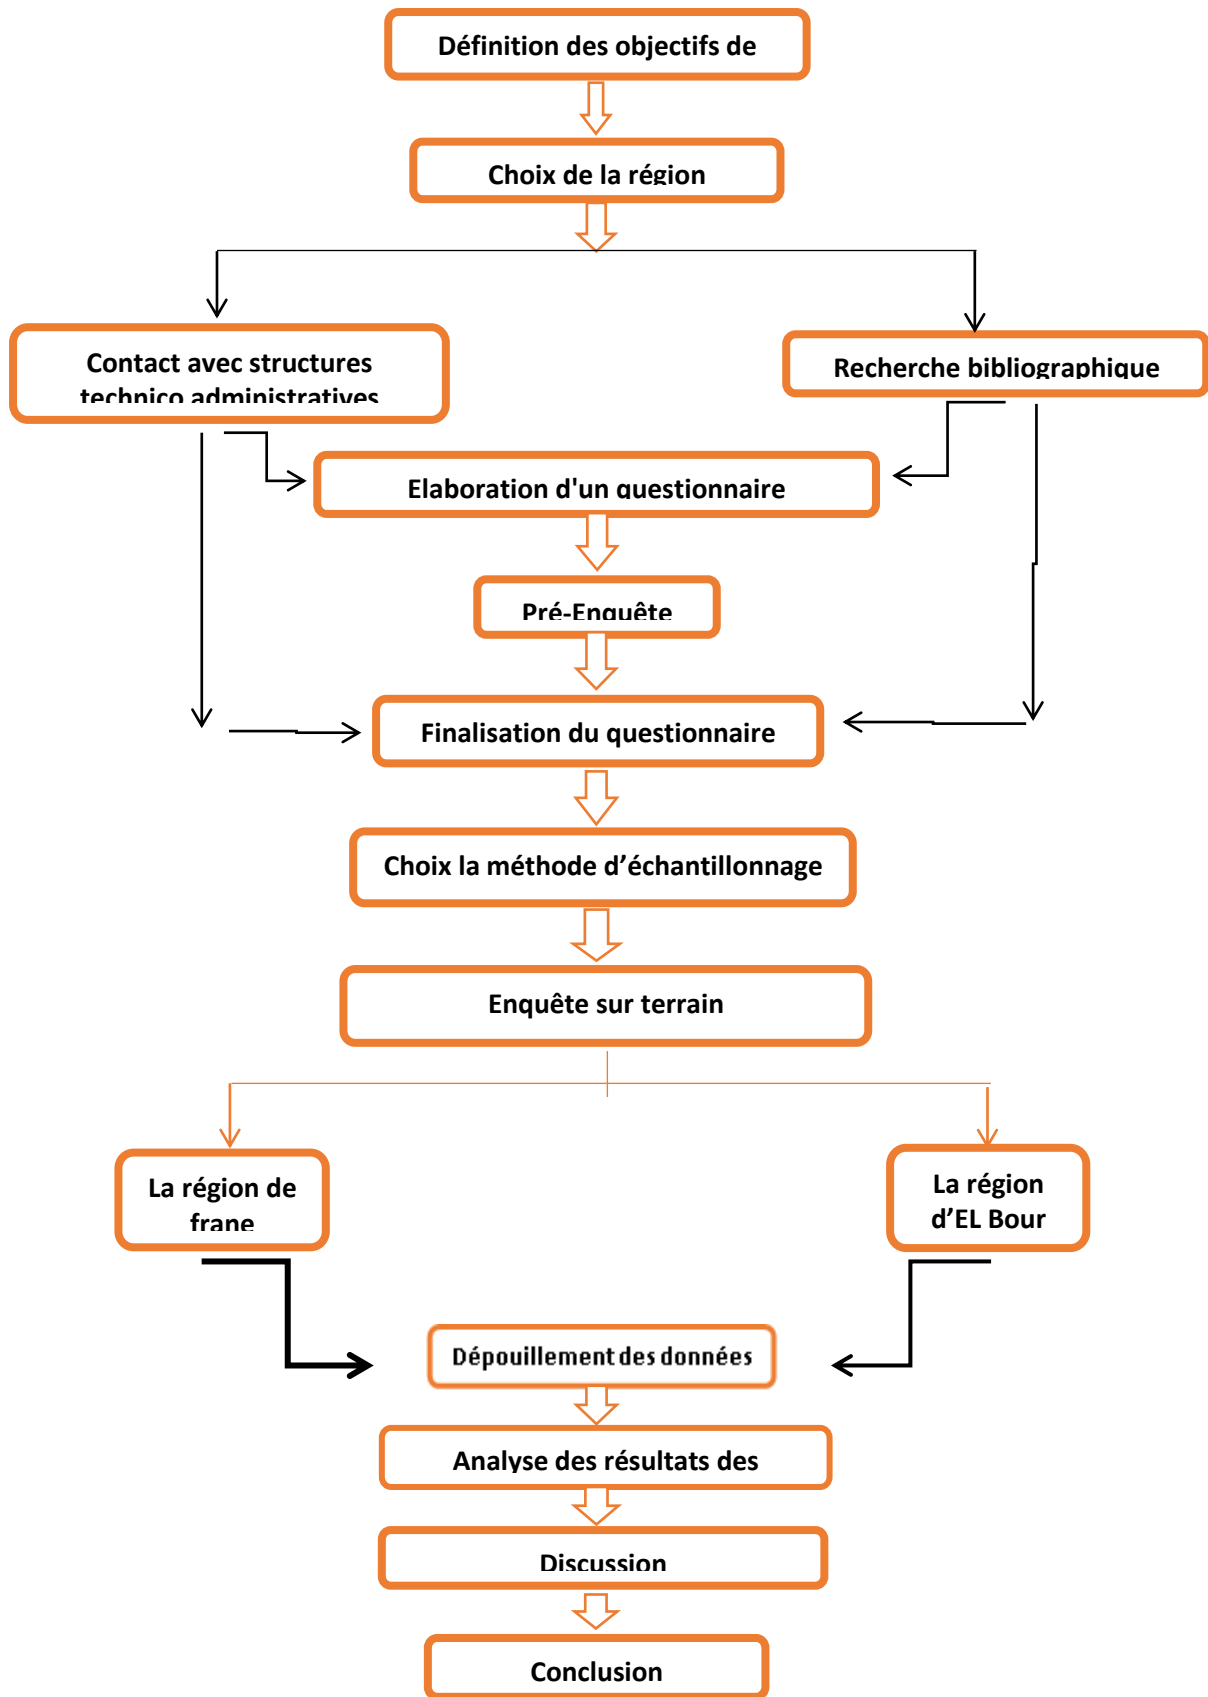 Définition des objectifs de
Choix de la région
Contact avec structures
technico administratives
Recherche bibliographique
Elaboration d'un questionnaire
Pré-Enquête
Finalisation du questionnaire
Choix la méthode d’échantillonnage
Enquête sur terrain
La région de
frane
La région
d’EL Bour
Dépouillement des données
Analyse des résultats des
Discussion
Conclusion